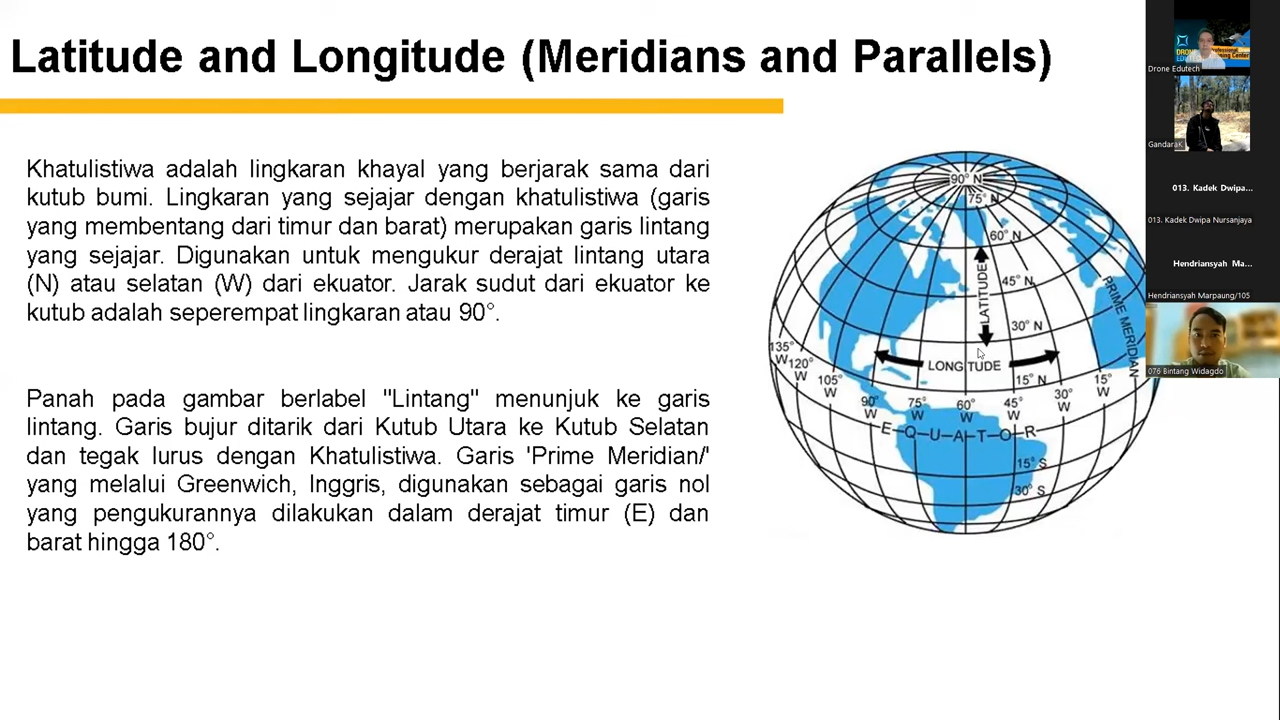 Latitude and Longitude (Meridians and Parallels)
Khatulistiwa adalah lingkaran khayal yang berjarak sama dari
kutub bumi. Lingkaran yang sejajar dengan khatulistiwa (garis
yang membentang dari timur dan barat) merupakan garis lintang
yang sejajar. Digunakan untuk mengukur derajat lintang utara
(N) atau selatan (W) dari ekuator. Jarak sudut dari ekuator ke
kutub adalah seperempat lingkaran atau 90°.
Panah pada gambar berlabel "Lintang" menunjuk ke garis
lintang. Garis bujur ditarik dari Kutub Utara ke Kutub Selatan
dan tegak lurus dengan Khatulistiwa. Garis 'Prime Meridian/'
yang melalui Greenwich, Inggris, digunakan sebagai garis nol
yang pengukurannya dilakukan dalam derajat timur (E) dan
barat hingga 180°.
90° N
75° N
60° N
45° N
LATITUDE
30° N
PRIME MERIDIAN
LONGITUDE
15° N
135° W
120° W
105° W
90° W
75° W
60° W
45° W
30° W
15° W
EQUATOR
15° S
30° S
Drone Edutech
GandaraK
013. Kadek Dwipa...
013. Kadek Dwipa Nursanjaya
Hendriansyah Ma...
Hendriansyah Marpaung/105
076 Bintang Widagdo